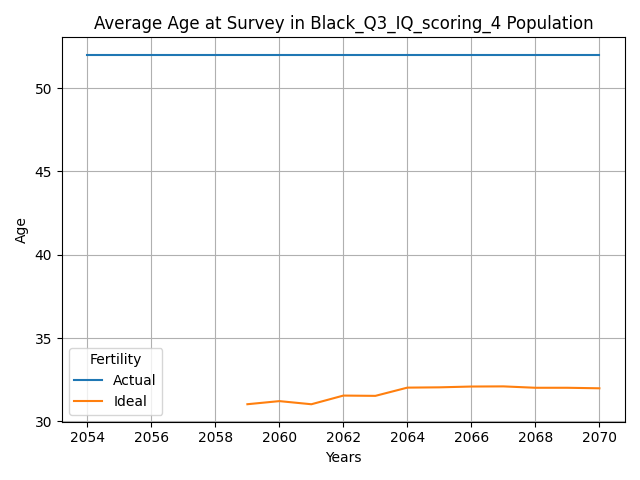 Average Age at Survey in Black_Q3_IQ_scoring_4 Population
Age
50
45
40
35
30
Fertility
Actual
Ideal
2054 2056 2058 2060 2062 2064 2066 2068 2070
Years